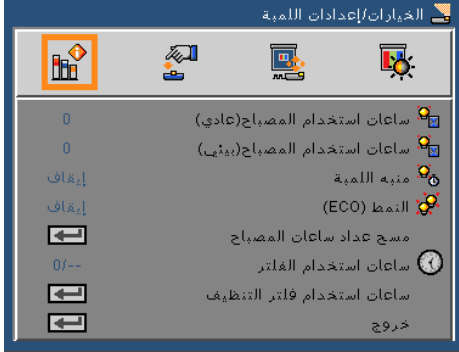 الخيارات/إعدادات اللمبة
ساعات استخدام المصباح(عادي) 0
ساعات استخدام المصباح(بيئي) 0
منبه اللمبة إيقاف
النمط (ECO) إيقاف
مسح عداد ساعات المصباح
ساعات استخدام الفلتر 0/--
ساعات استخدام فلتر التنظيف
خروج